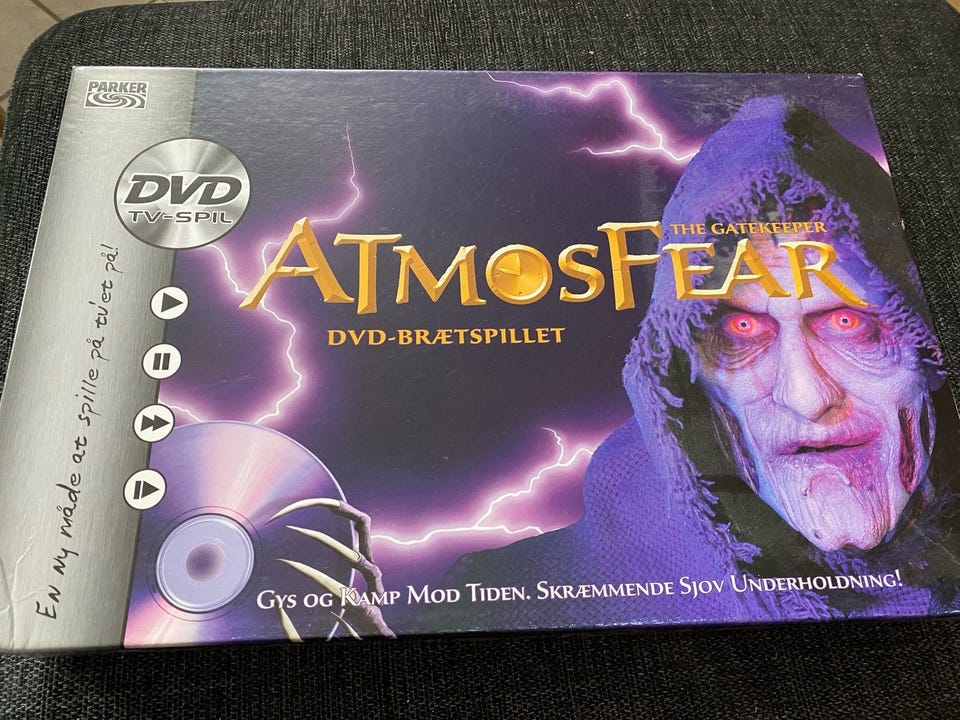 PARKER
DVD
TV-SPIL
En ny måde at spille på tv'et på!
THE GATEKEEPER
ATMOSFEAR
DVD-BRÆTSPILLET
GYS OG KAMP MOD TIDEN. SKRÆMMENDE SJOV UNDERHOLDNING!